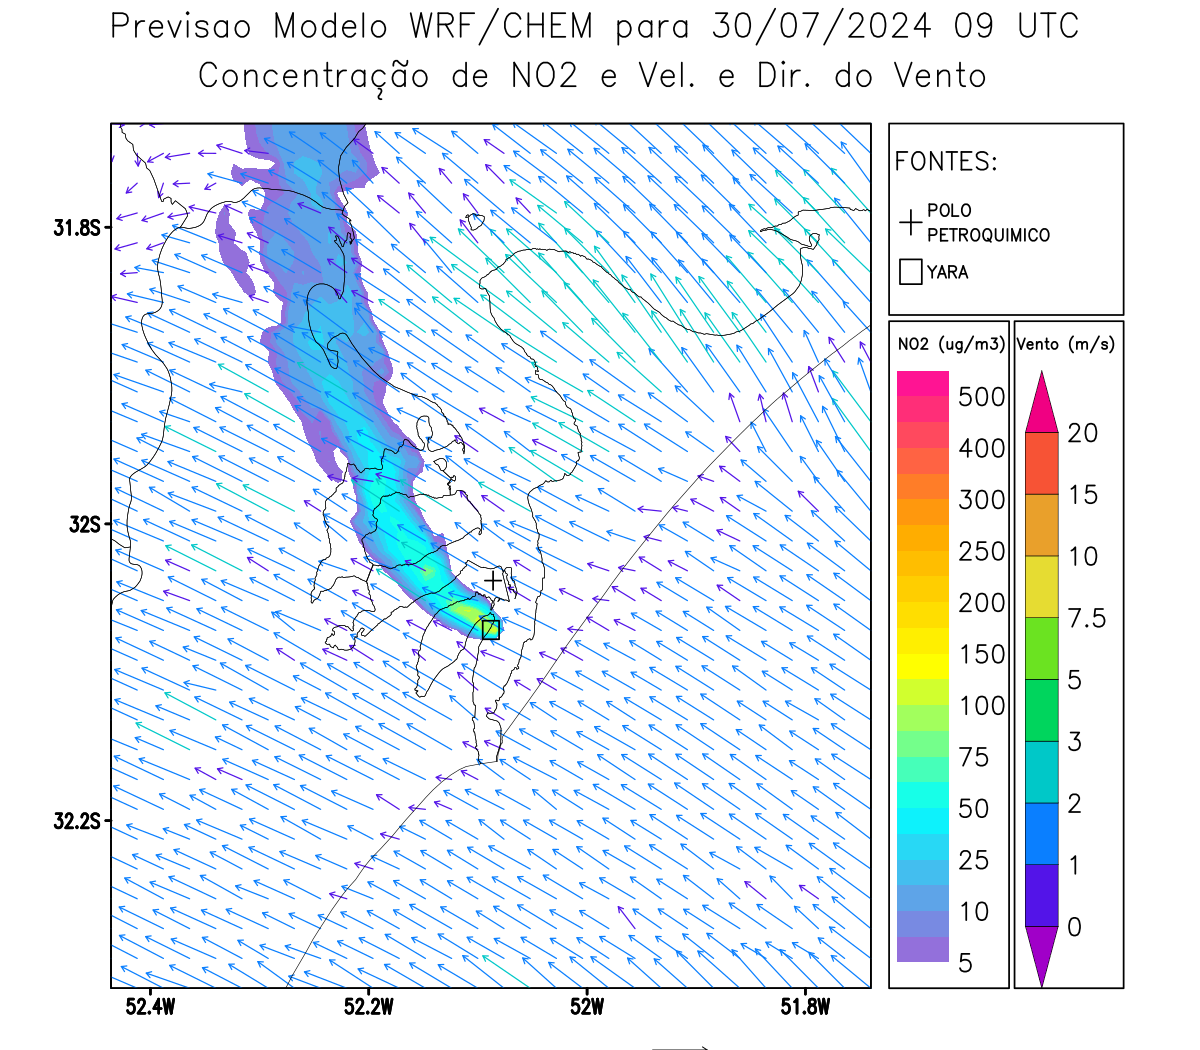 Previsao Modelo WRF/CHEM para 30/07/2024 09 UTC
Concentração de NO2 e Vel. e Dir. do Vento
FONTES:
POLO
PETROQUIMICO
YARA
NO2 (ug/m3)
500
400
300
250
200
150
100
75
50
25
10
5
Vento (m/s)
20
15
10
7.5
5
3
2
1
0
31.8S
32S
32.2S
52.4W
52.2W
52W
51.8W